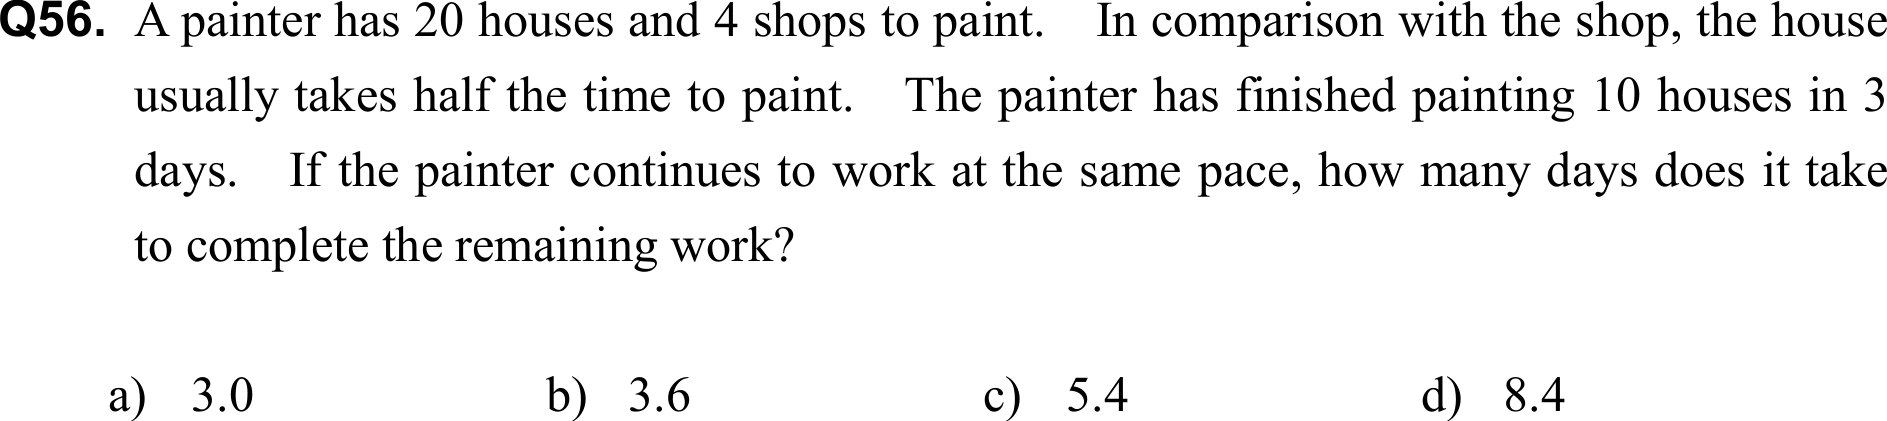 Q56. A painter has 20 houses and 4 shops to paint. In comparison with the shop, the house
usually takes half the time to paint. The painter has finished painting 10 houses in 3
days. If the painter continues to work at the same pace, how many days does it take
to complete the remaining work?
a) 3.0 b) 3.6 c) 5.4 d) 8.4